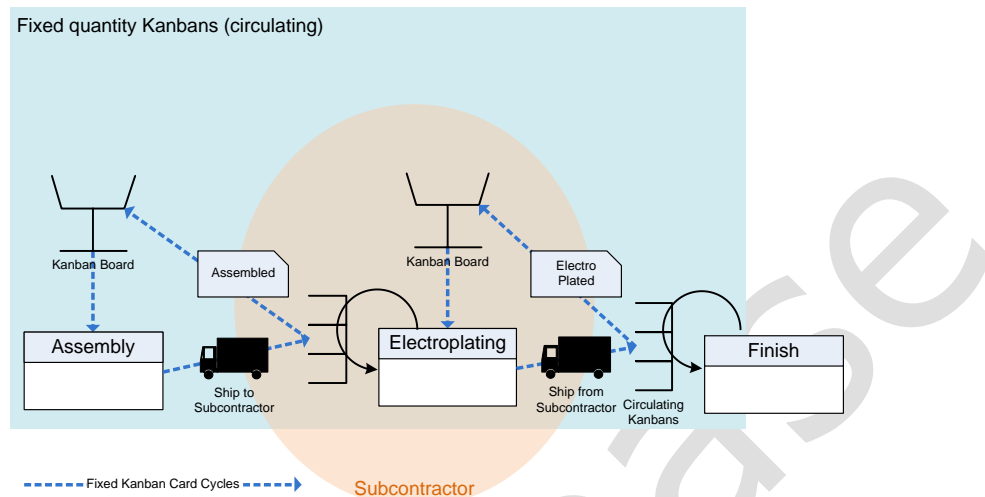 Fixed quantity Kanbans (circulating)
Kanban Board
Kanban Board
Assembled
Electro
Plated
Assembly
Electroplating
Finish
Ship to
Subcontractor
Ship from
Subcontractor
Circulating
Kanbans
Fixed Kanban Card Cycles
Subcontractor
ase